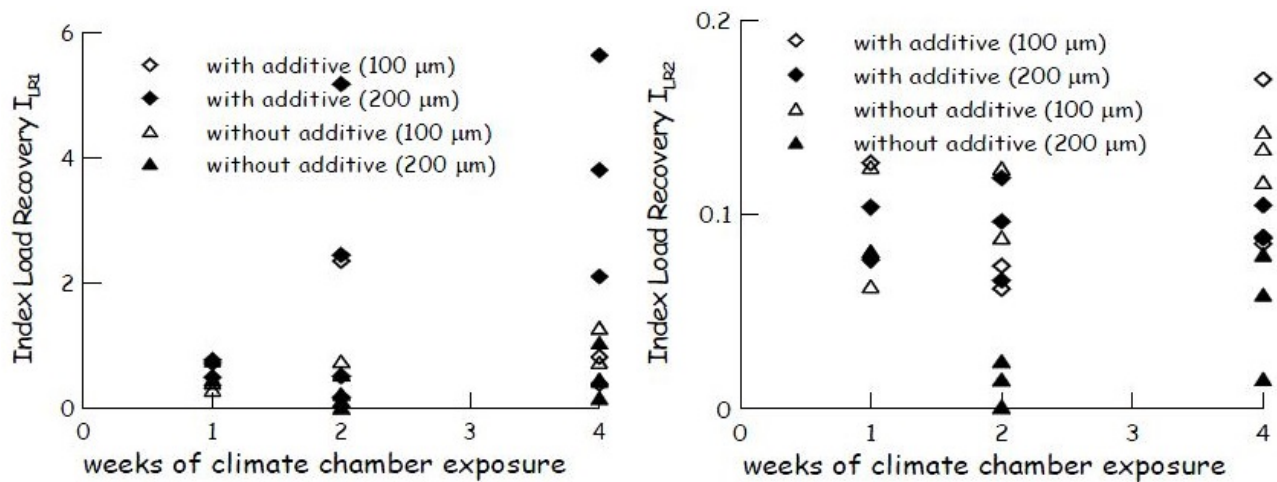 6
4
2
0
Index Load Recovery I_LR1
with additive (100 μm)
with additive (200 μm)
without additive (100 μm)
without additive (200 μm)
0 1 2 3 4
weeks of climate chamber exposure
0.2
0.1
0
Index Load Recovery I_LR2
with additive (100 μm)
with additive (200 μm)
without additive (100 μm)
without additive (200 μm)
0 1 2 3 4
weeks of climate chamber exposure